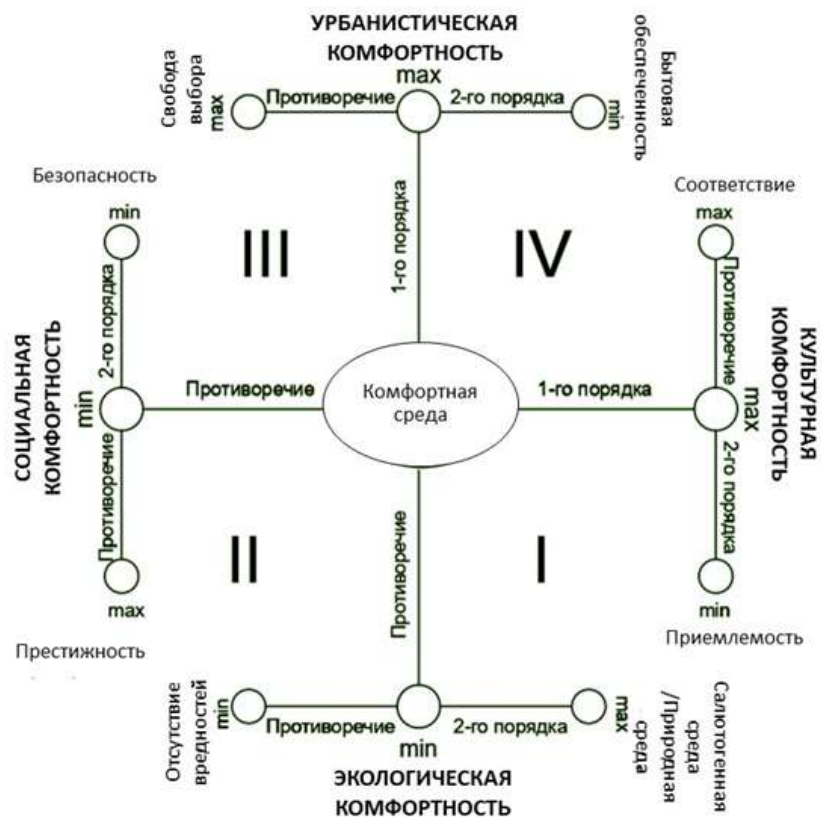 УРБАНИСТИЧЕСКАЯ
КОМФОРТНОСТЬ
max
Свобода
выбора
max
Противоречие
2-го порядка
min
Бытовая
обеспеченность
Безопасность
min
Соответствие
max
III
IV
1-го порядка
2-го порядка
Противоречие
СОЦИАЛЬНАЯ
КОМФОРТНОСТЬ
min
Противоречие
Комфортная
среда
1-го порядка
max
КУЛЬТУРНАЯ
КОМФОРТНОСТЬ
Противоречие
2-го порядка
II
I
Противоречие
max
Престижность
min
Приемлемость
Отсутствие
вредностей
min
Противоречие
2-го порядка
max
Салютогенная
среда
/Природная
среда
min
ЭКОЛОГИЧЕСКАЯ
КОМФОРТНОСТЬ